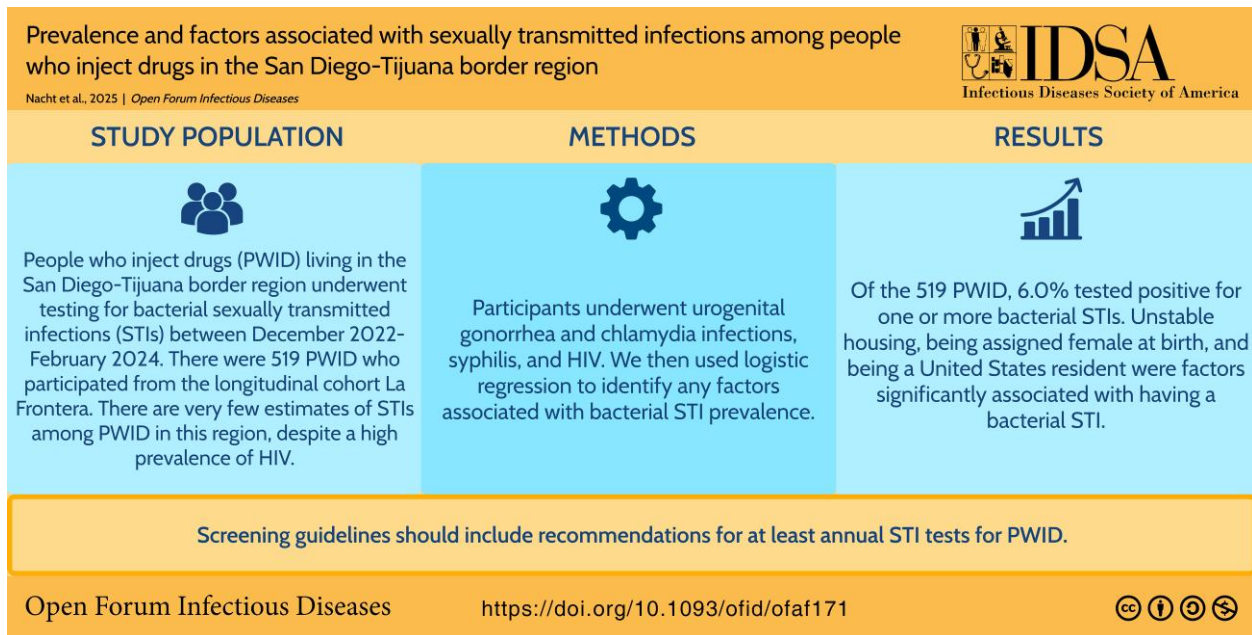 Prevalence and factors associated with sexually transmitted infections among people
who inject drugs in the San Diego-Tijuana border region
Nacht et al., 2025 | Open Forum Infectious Diseases
IDSA
Infectious Diseases Society of America
STUDY POPULATION
People who inject drugs (PWID) living in the
San Diego-Tijuana border region underwent
testing for bacterial sexually transmitted
infections (STIs) between December 2022-
February 2024. There were 519 PWID who
participated from the longitudinal cohort La
Frontera. There are very few estimates of STIs
among PWID in this region, despite a high
prevalence of HIV.
METHODS
Participants underwent urogenital
gonorrhea and chlamydia infections,
syphilis, and HIV. We then used logistic
regression to identify any factors
associated with bacterial STI prevalence.
RESULTS
Of the 519 PWID, 6.0% tested positive for
one or more bacterial STIs. Unstable
housing, being assigned female at birth, and
being a United States resident were factors
significantly associated with having a
bacterial STI.
Screening guidelines should include recommendations for at least annual STI tests for PWID.
Open Forum Infectious Diseases
https://doi.org/10.1093/ofid/ofaf171
cc